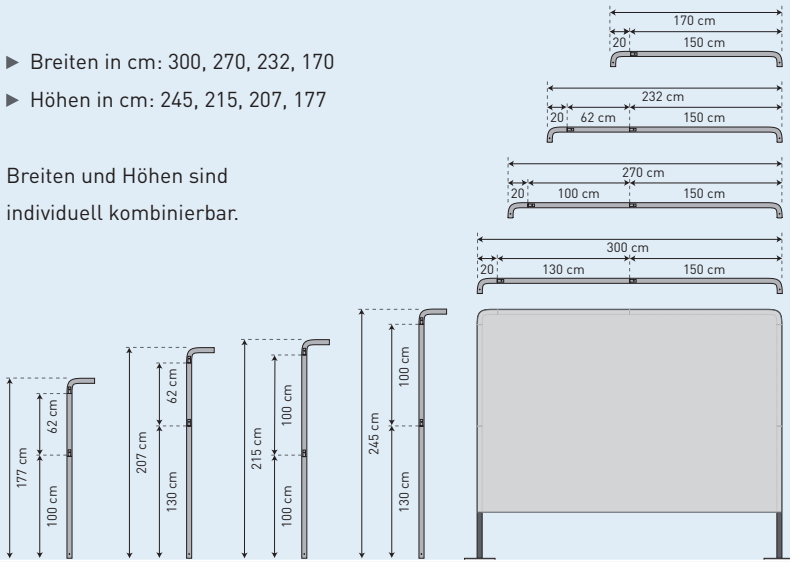 ▶ Breiten in cm: 300, 270, 232, 170
▶ Höhen in cm: 245, 215, 207, 177
Breiten und Höhen sind
individuell kombinierbar.
170 cm
20 150 cm
232 cm
20 62 cm 150 cm
270 cm
20 100 cm 150 cm
300 cm
20 130 cm 150 cm
177 cm
62 cm
100 cm
207 cm
62 cm
130 cm
215 cm
100 cm
100 cm
245 cm
100 cm
130 cm